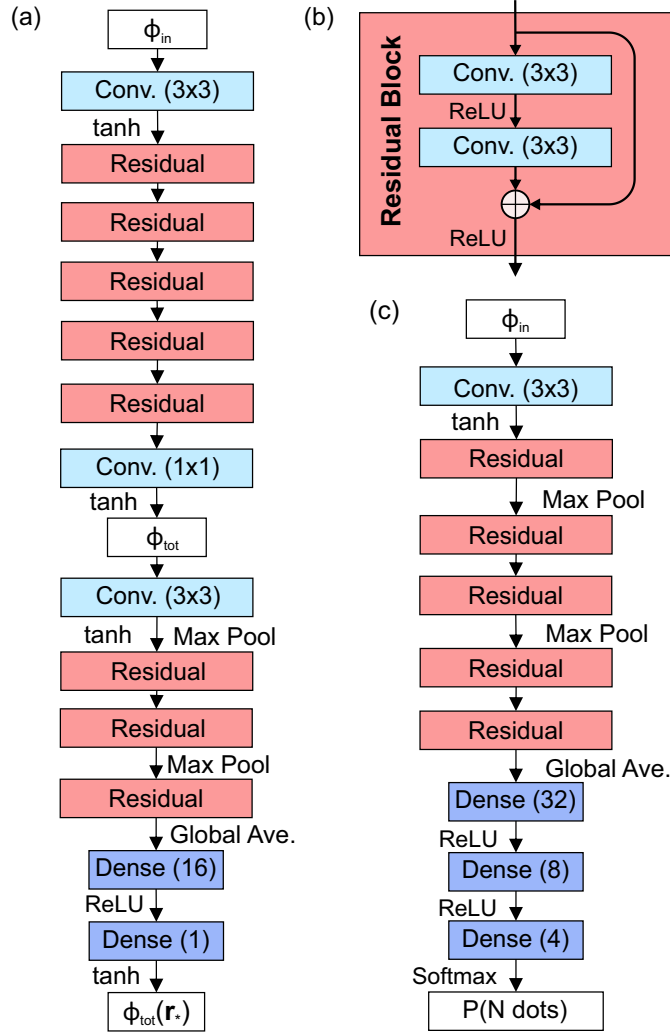 (a)
ϕin
Conv. (3x3)
tanh
Residual
Residual
Residual
Residual
Residual
Conv. (1x1)
tanh
ϕtot
Conv. (3x3)
tanh
Max Pool
Residual
Residual
Max Pool
Residual
Global Ave.
Dense (16)
ReLU
Dense (1)
tanh
ϕtot(r*)
(b)
Residual Block
Conv. (3x3)
ReLU
Conv. (3x3)
ReLU
(c)
ϕin
Conv. (3x3)
tanh
Residual
Max Pool
Residual
Residual
Max Pool
Residual
Residual
Global Ave.
Dense (32)
ReLU
Dense (8)
ReLU
Dense (4)
Softmax
P(N dots)